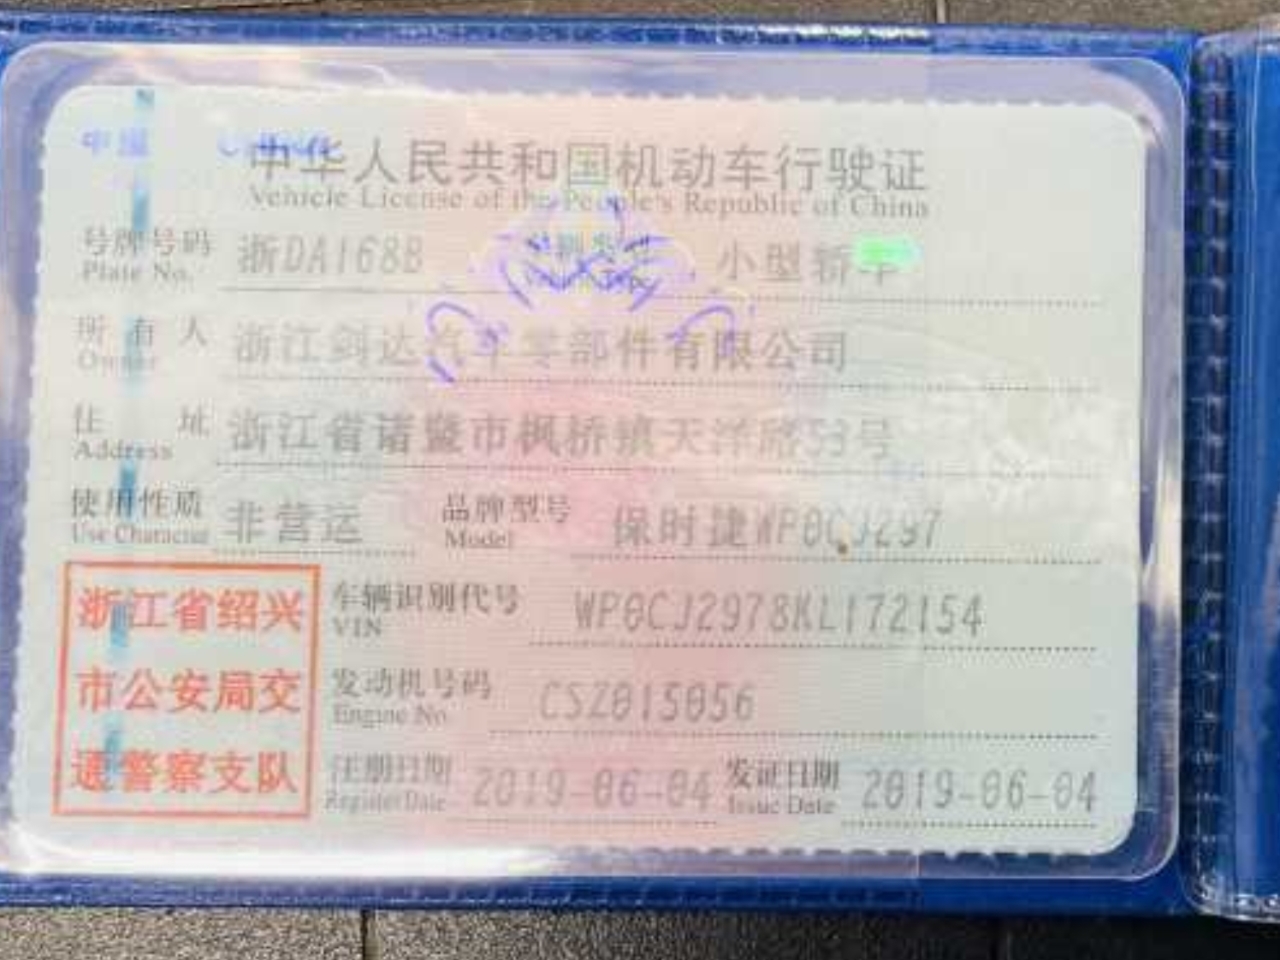 中华人民共和国机动车行驶证
Vehicle License of the People's Republic of China
号牌号码 浙DA168B 小型轿车
Plate No.
所有人 浙江剑达汽车零部件有限公司
Owner
住址 浙江省诸暨市枫桥镇天洋 53号
Address
使用性质 非营运 品牌型号 保时捷WP0CJ297
Use Character Model
浙江省绍兴
市公安局交
通警察支队
车辆识别代号 WP0CJ2978KL172154
VIN
发动机号码 CSZ015056
Engine No.
注册日期 2019-06-04 发证日期 2019-06-04
Register Date Issue Date